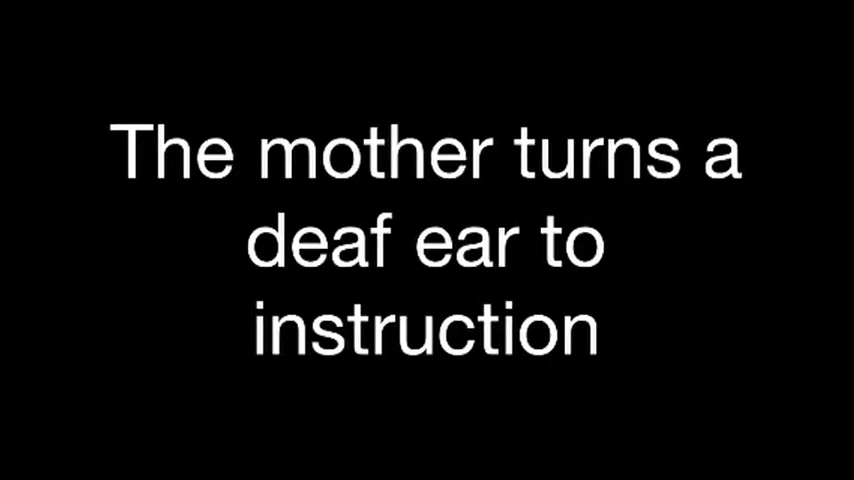 The mother turns a
deaf ear to
instruction